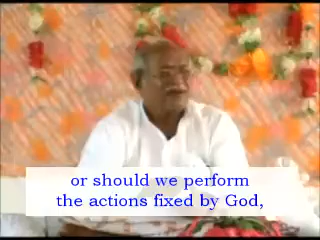 or should we perform
the actions fixed by God,